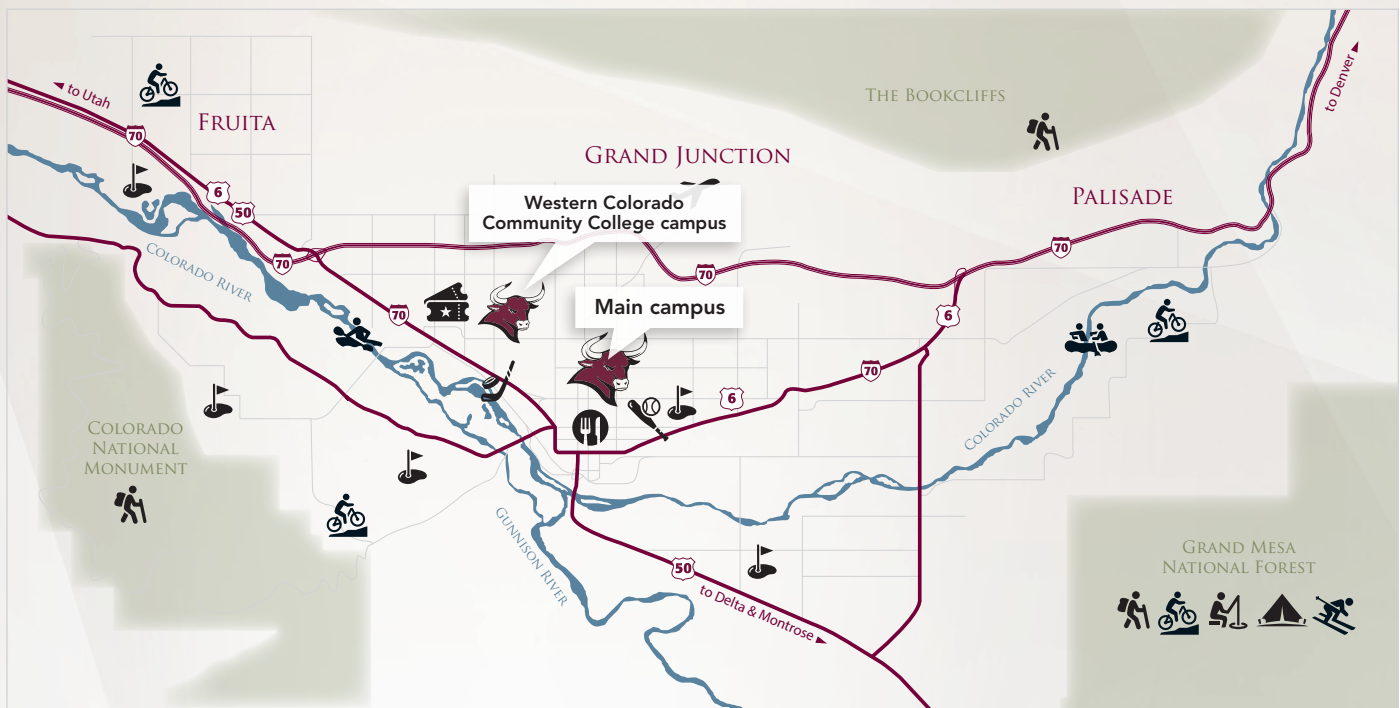 to Utah
FRUITA
THE BOOKCLIFFS
to Denver
70
GRAND JUNCTION
PALISADE
6
50
Western Colorado
Community College campus
COLORADO RIVER
70
70
70
70
Main campus
6
70
6
COLORADO RIVER
COLORADO
NATIONAL
MONUMENT
GUNNISON RIVER
50
to Delta & Montrose
GRAND MESA
NATIONAL FOREST